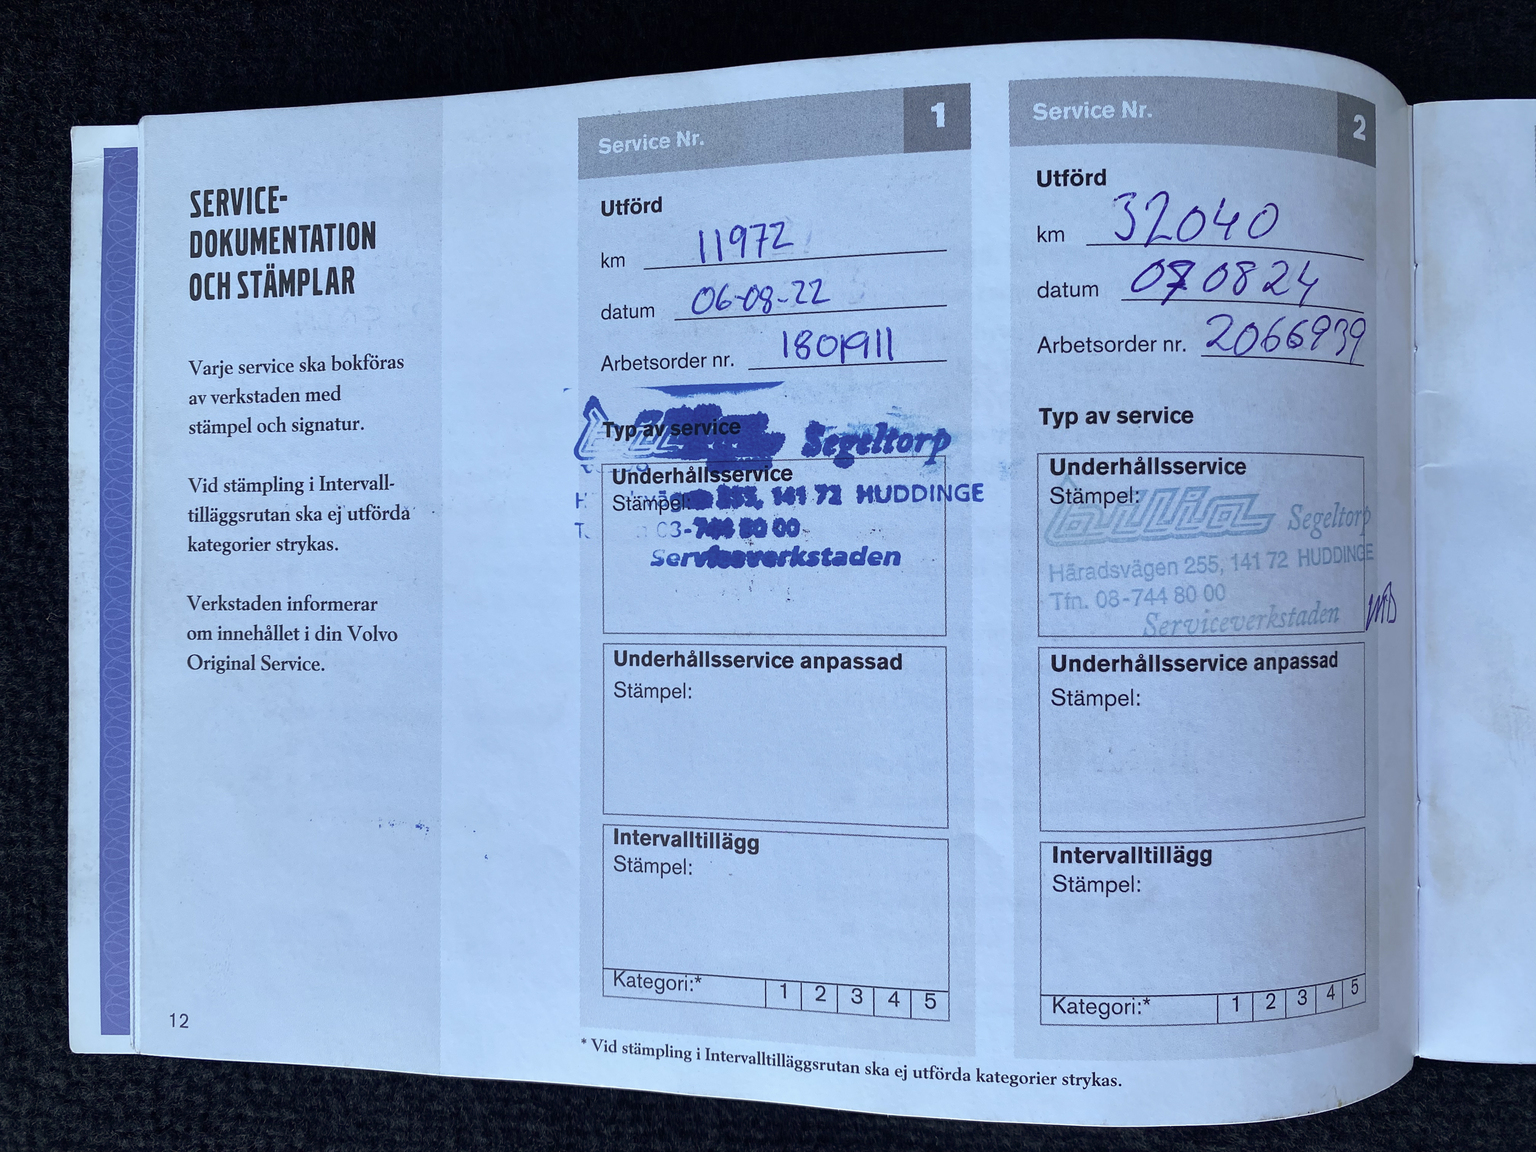 SERVICE-
DOKUMENTATION
OCH STÄMPLAR
Varje service ska bokföras
av verkstaden med
stämpel och signatur.
Vid stämpling i Intervall-
tilläggsrutan ska ej utförda
kategorier strykas.
Verkstaden informerar
om innehållet i din Volvo
Original Service.
12
Service Nr. 1
Utförd
km 11972
datum 06-08-22
Arbetsorder nr. 1801911
Typ av service
Segeltorp
Underhållsservice
Stämpel:
255, 141 72 HUDDINGE
744 80 00
Serviceverkstaden
Underhållsservice anpassad
Stämpel:
Intervalltillägg
Stämpel:
Kategori:* 1 2 3 4 5
Service Nr. 2
Utförd
km 32040
datum 070824
Arbetsorder nr. 2066939
Typ av service
Underhållsservice
Stämpel:
bilia Segeltorp
Häradsvägen 255, 141 72 HUDDINGE
Tfn. 08-744 80 00
Serviceverkstaden
Underhållsservice anpassad
Stämpel:
Intervalltillägg
Stämpel:
Kategori:* 1 2 3 4 5
* Vid stämpling i Intervalltilläggsrutan ska ej utförda kategorier strykas.